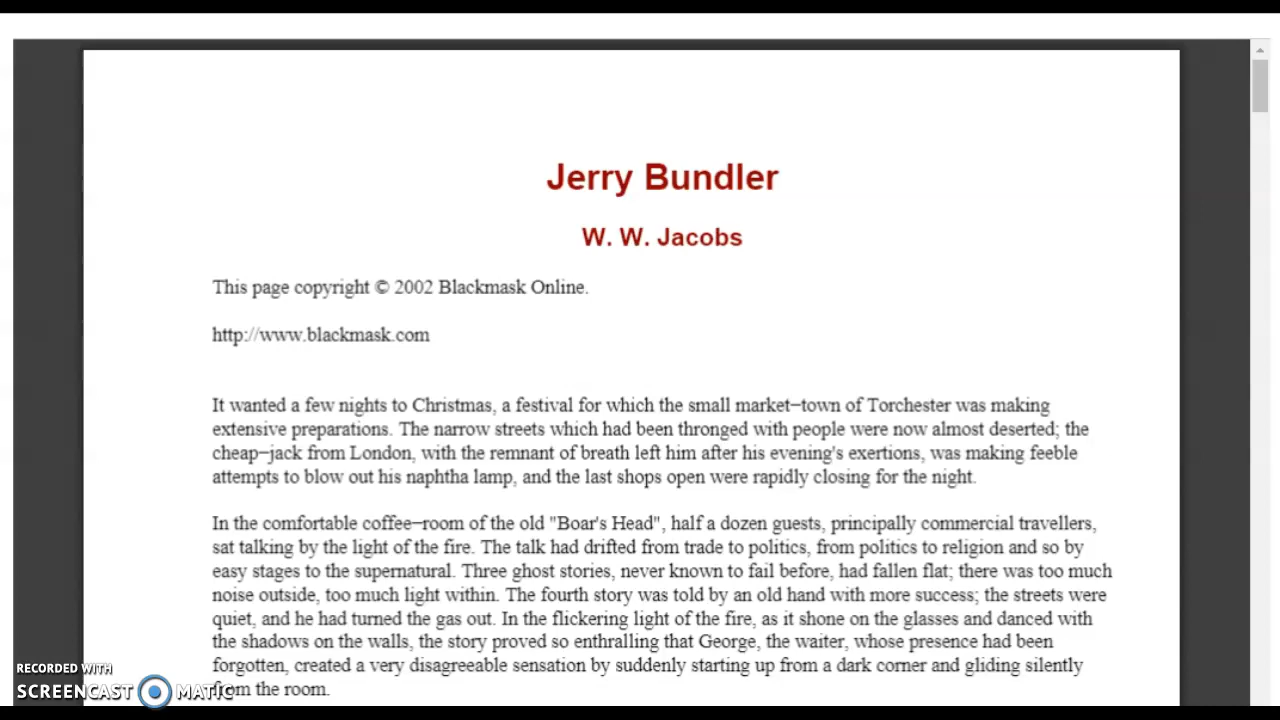 Jerry Bundler
W. W. Jacobs
This page copyright © 2002 Blackmask Online.
http://www.blackmask.com
It wanted a few nights to Christmas, a festival for which the small market−town of Torchester was making
extensive preparations. The narrow streets which had been thronged with people were now almost deserted; the
cheap−jack from London, with the remnant of breath left him after his evening's exertions, was making feeble
attempts to blow out his naphtha lamp, and the last shops open were rapidly closing for the night.
In the comfortable coffee−room of the old "Boar's Head", half a dozen guests, principally commercial travellers,
sat talking by the light of the fire. The talk had drifted from trade to politics, from politics to religion and so by
easy stages to the supernatural. Three ghost stories, never known to fail before, had fallen flat; there was too much
noise outside, too much light within. The fourth story was told by an old hand with more success; the streets were
quiet, and he had turned the gas out. In the flickering light of the fire, as it shone on the glasses and danced with
the shadows on the walls, the story proved so enthralling that George, the waiter, whose presence had been
forgotten, created a very disagreeable sensation by suddenly starting up from a dark corner and gliding silently
from the room.
RECORDED WITH
SCREENCAST MATIC